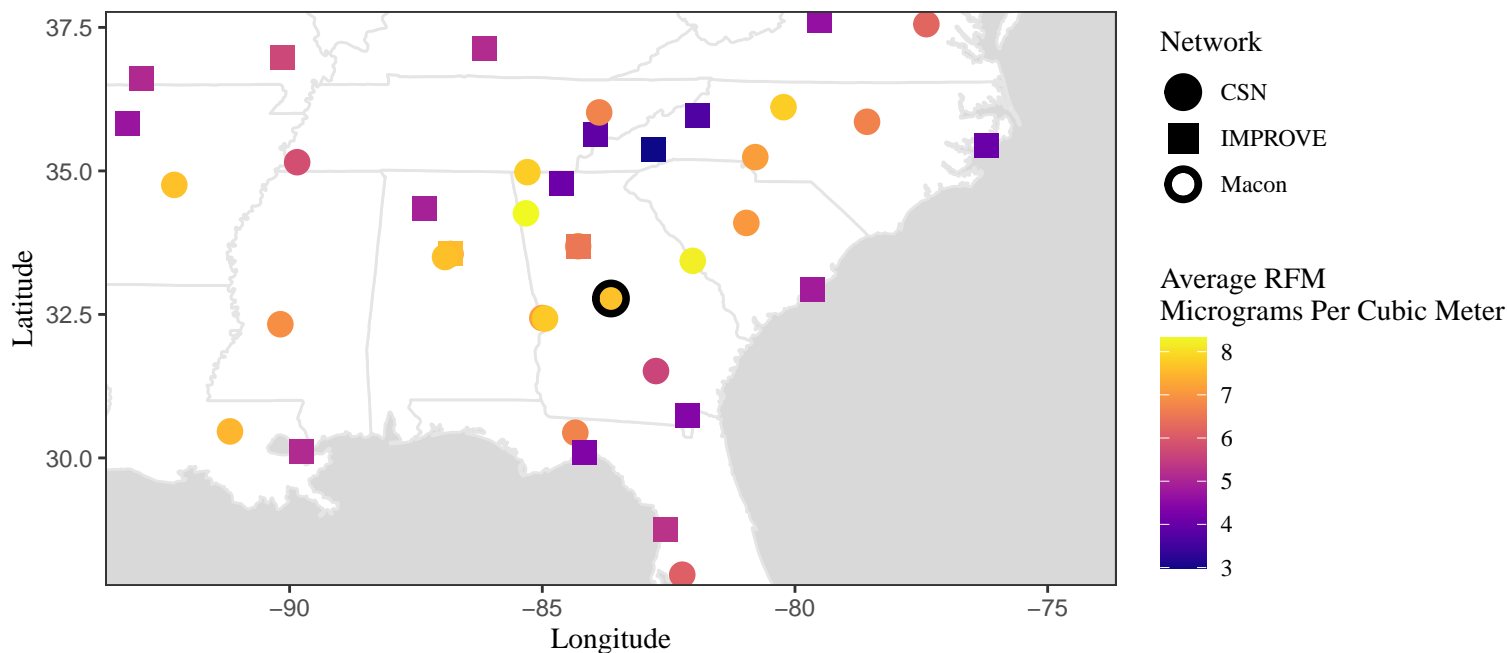 37.5
35.0
32.5
30.0
Latitude
−90
−85
−80
−75
Longitude
Network
CSN
IMPROVE
Macon
Average RFM
Micrograms Per Cubic Meter
8
7
6
5
4
3